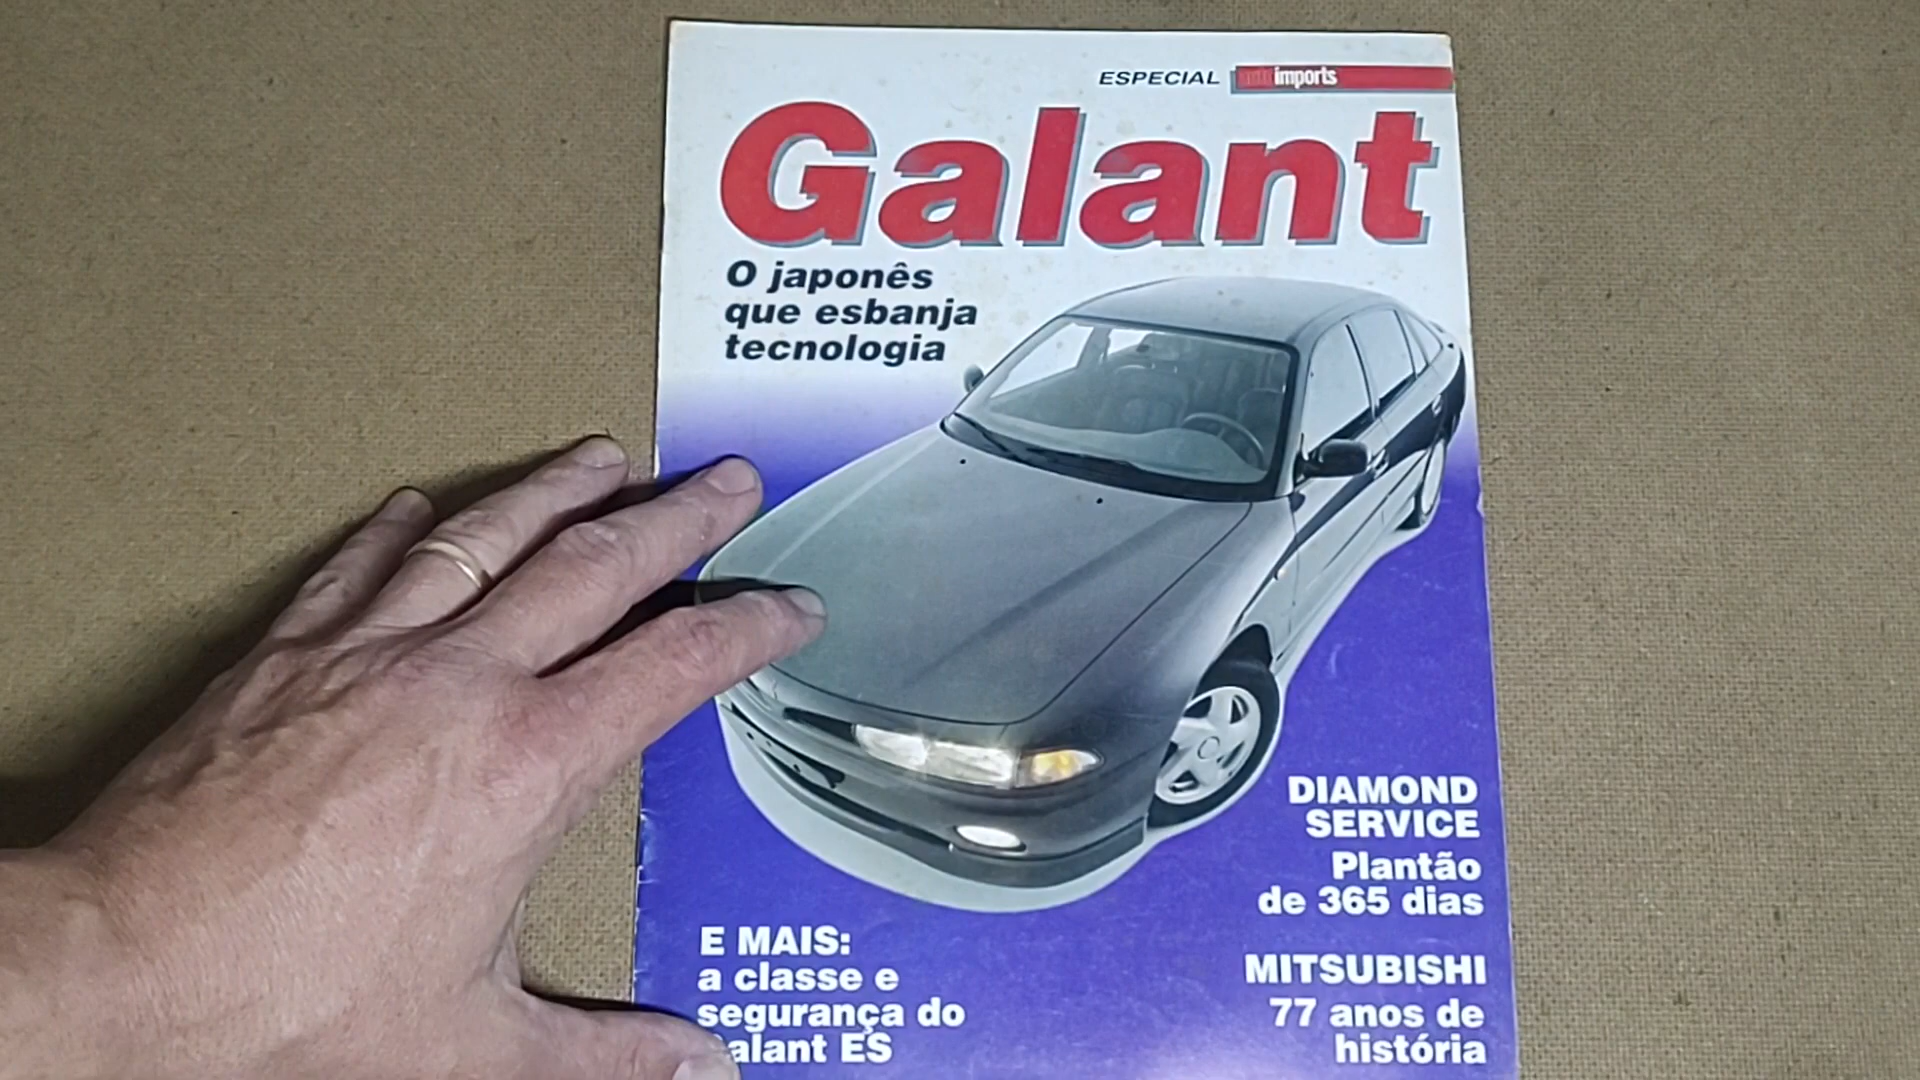 ESPECIAL auto imports
Galant
O japonês
que esbanja
tecnologia
DIAMOND
SERVICE
Plantão
de 365 dias
E MAIS:
a classe e
segurança do
alant ES
MITSUBISHI
77 anos de
história